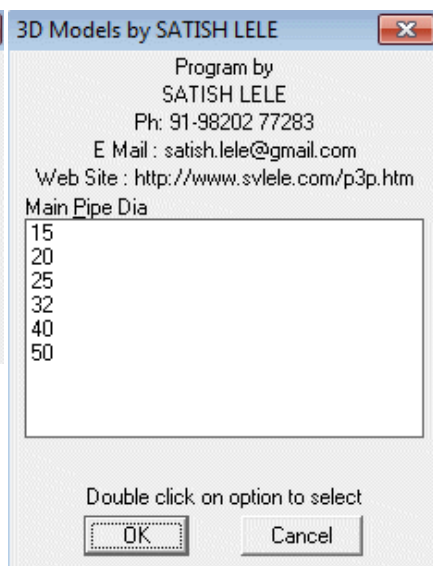 3D Models by SATISH LELE
Program by
SATISH LELE
Ph: 91-98202 77283
E Mail : satish.lele@gmail.com
Web Site : http://www.svlele.com/p3p.htm
Main Pipe Dia
15
20
25
32
40
50
Double click on option to select
OK
Cancel